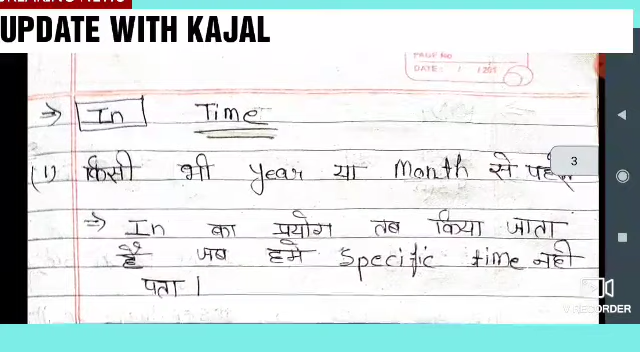 UPDATE WITH KAJAL
PAGE NO
DATE: / /201
⇒ In Time
(1) किसी भी year या Month से पहले
3
⇒ In का प्रयोग तब किया जाता
है जब हमे specific time नही
पता ।
V RECORDER